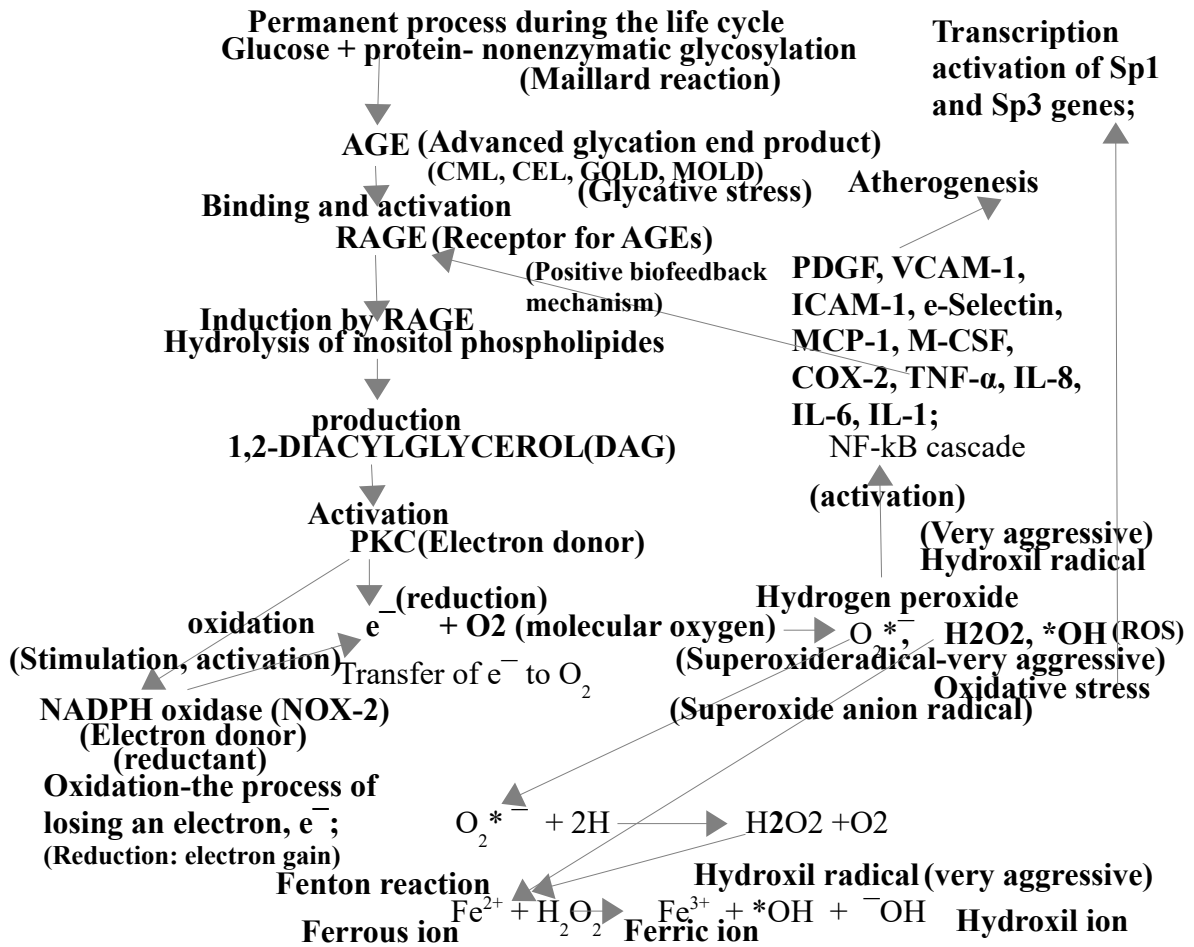 Permanent process during the life cycle
Glucose + protein- nonenzymatic glycosylation
(Maillard reaction)
Transcription
activation of Sp1
and Sp3 genes;
AGE (Advanced glycation end product)
(CML, CEL, GOLD, MOLD)
(Glycative stress)
Atherogenesis
Binding and activation
RAGE (Receptor for AGEs)
(Positive biofeedback
mechanism)
PDGF, VCAM-1,
ICAM-1, e-Selectin,
MCP-1, M-CSF,
COX-2, TNF-α, IL-8,
IL-6, IL-1;
Induction by RAGE
Hydrolysis of inositol phospholipides
production
1,2-DIACYLGLYCEROL(DAG)
NF-kB cascade
(activation)
Activation
PKC(Electron donor)
(Very aggressive)
Hydroxil radical
Hydrogen peroxide
(reduction)
oxidation
e¯ + O2 (molecular oxygen)
O₂*¯, H2O2, *OH (ROS)
(Stimulation, activation)
Transfer of e¯ to O₂
(Superoxideradical-very aggressive)
Oxidative stress
(Superoxide anion radical)
NADPH oxidase (NOX-2)
(Electron donor)
(reductant)
Oxidation-the process of
losing an electron, e¯;
(Reduction: electron gain)
O₂*¯ + 2H H2O2 +O2
Fenton reaction
Hydroxil radical (very aggressive)
Fe²⁺ + H₂O₂ Fe³⁺ + *OH + ¯OH
Ferrous ion
Ferric ion
Hydroxil ion